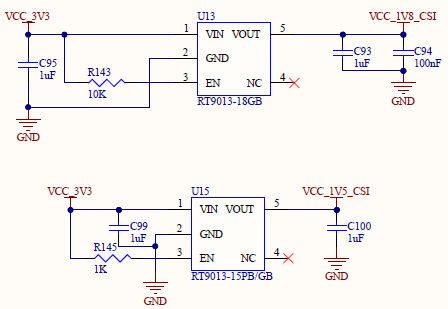 VCC_3V3
U13
VCC_1V8_CSI
1
VIN
VOUT
5
2
GND
C95
1uF
R143
10K
3
EN
NC
4
C93
1uF
C94
100nF
RT9013-18GB
GND
GND
VCC_3V3
U15
VCC_1V5_CSI
1
VIN
VOUT
5
C99
1uF
2
GND
C100
1uF
R145
1K
3
EN
NC
4
RT9013-15PB/GB
GND
GND